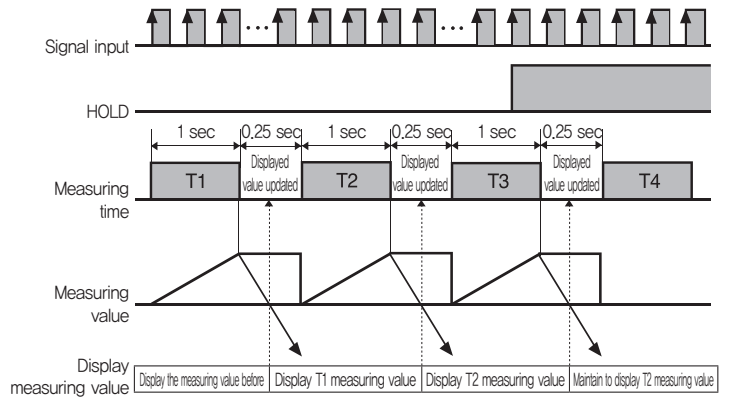 Signal input
...
...
HOLD
1 sec 0.25 sec 1 sec 0.25 sec 1 sec 0.25 sec
Measuring time
T1
Displayed value updated
T2
Displayed value updated
T3
Displayed value updated
T4
Measuring value
Display measuring value
Display the measuring value before
Display T1 measuring value
Display T2 measuring value
Maintain to display T2 measuring value